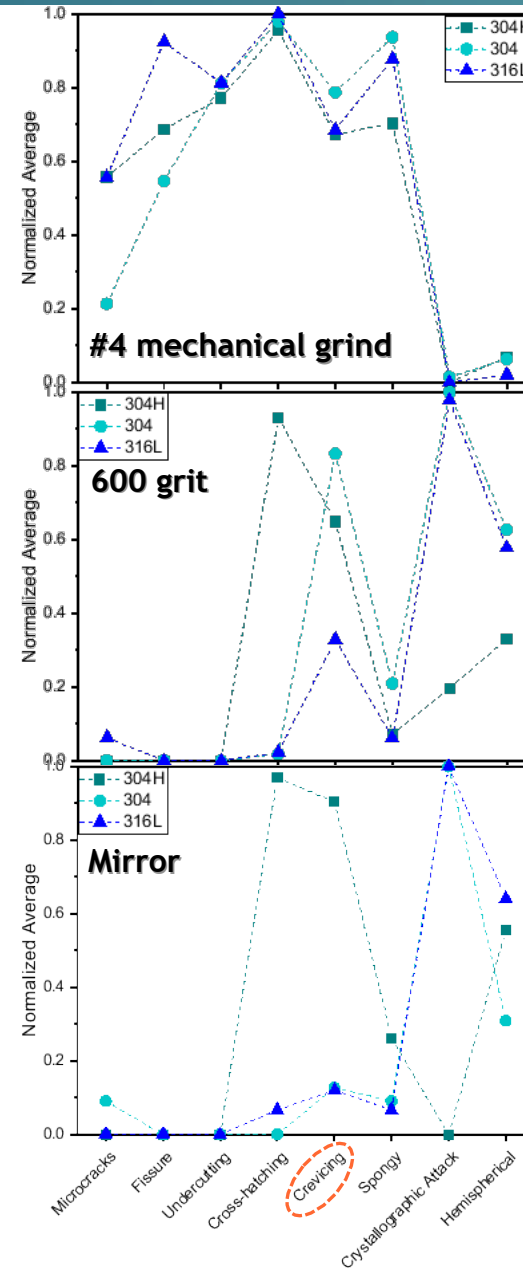 1.0
0.8
0.6
0.4
0.2
0.0
Normalized Average
304H
304
316L
#4 mechanical grind
1.0
0.8
0.6
0.4
0.2
0.0
Normalized Average
304H
304
316L
600 grit
1.0
0.8
0.6
0.4
0.2
0.0
Normalized Average
304H
304
316L
Mirror
Microcracks
Fissure
Undercutting
Cross-hatching
Crevicing
Spongy
Crystallographic Attack
Hemispherical